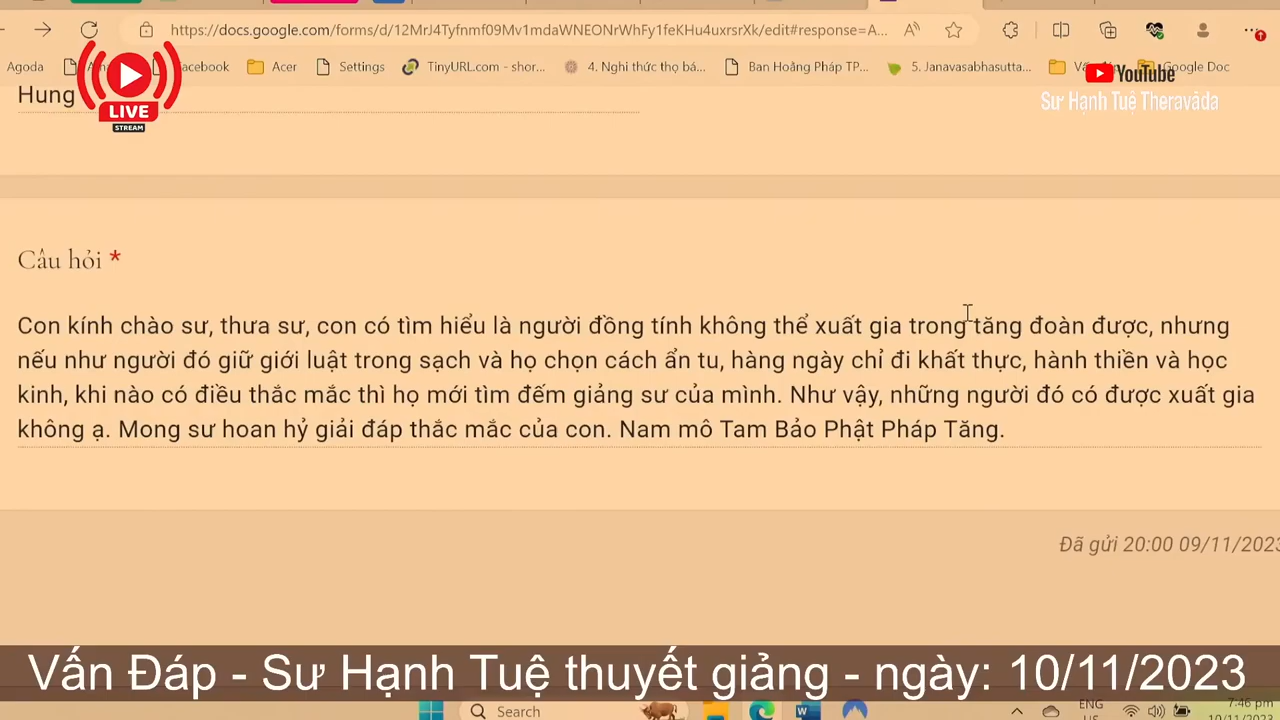 https://docs.google.com/forms/d/12MrJ4Tyfnmf09Mv1mdaWNEONrWhFy1feKHu4uxrsrXk/edit#response=A...
Agoda
Facebook
Acer
Settings
TinyURL.com - shor...
4. Nghi thức thọ bá...
Ban Hoằng Pháp TP...
5. Janavasabhasutta...
Google Doc
LIVE
STREAM
YouTube
Sư Hạnh Tuệ Theravāda
Hung
Câu hỏi *
Con kính chào sư, thưa sư, con có tìm hiểu là người đồng tính không thể xuất gia trong tăng đoàn được, nhưng
nếu như người đó giữ giới luật trong sạch và họ chọn cách ẩn tu, hàng ngày chỉ đi khất thực, hành thiền và học
kinh, khi nào có điều thắc mắc thì họ mới tìm đếm giảng sư của mình. Như vậy, những người đó có được xuất gia
không ạ. Mong sư hoan hỷ giải đáp thắc mắc của con. Nam mô Tam Bảo Phật Pháp Tăng.
Đã gửi 20:00 09/11/2023
Vấn Đáp - Sư Hạnh Tuệ thuyết giảng - ngày: 10/11/2023
Search
ENG
US
7:46 pm
10/11/2023